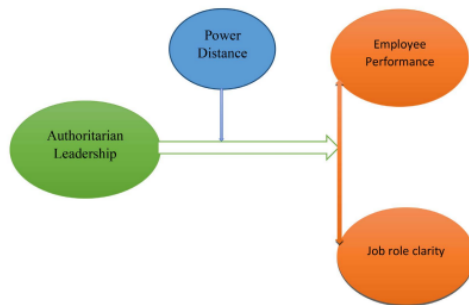 Power
Distance
Employee
Performance
Authoritarian
Leadership
Job role clarity